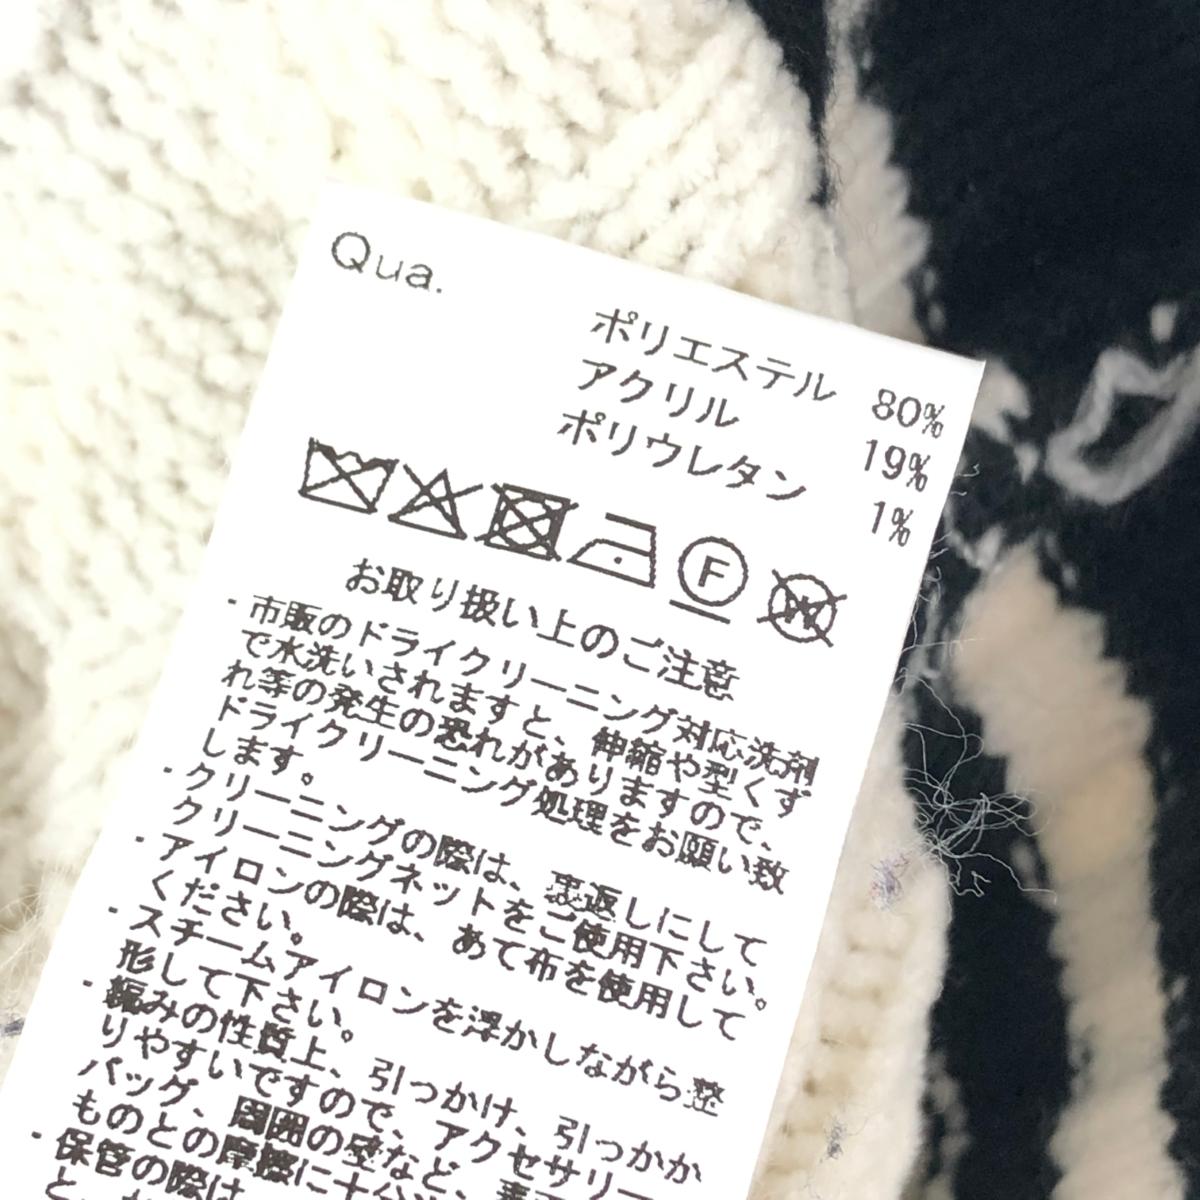 Qua.
ポリエステル 80%
アクリル 19%
ポリウレタン 1%
F
W
お取り扱い上のご注意
・市販のドライクリーニング対応洗剤
で水洗いされますと、伸縮や型くず
れ等の発生の恐れがありますので、
ドライクリーニング処理をお願い致
します。
・クリーニングの際は、裏返しにして
クリーニングネットをご使用下さい。
・アイロンの際は、あて布を使用して
ください。
・スチームアイロンを浮かしながら整
形して下さい。
・編みの性質上、引っかけ、引っかか
りやすいですので、アクセサリー
バッグ、周囲の壁など、表
ものとの摩擦に十分
・保管の際は
と、